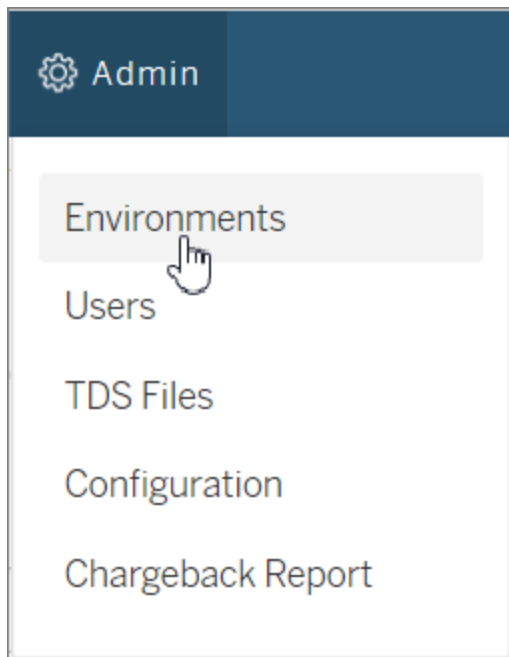 Admin
Environments
Users
TDS Files
Configuration
Chargeback Report